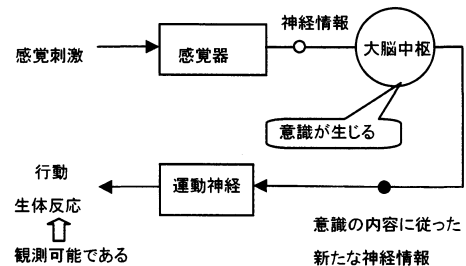 感覚刺激
感覚器
神経情報
大脳中枢
意識が生じる
行動
生体反応
観測可能である
運動神経
意識の内容に従った
新たな神経情報